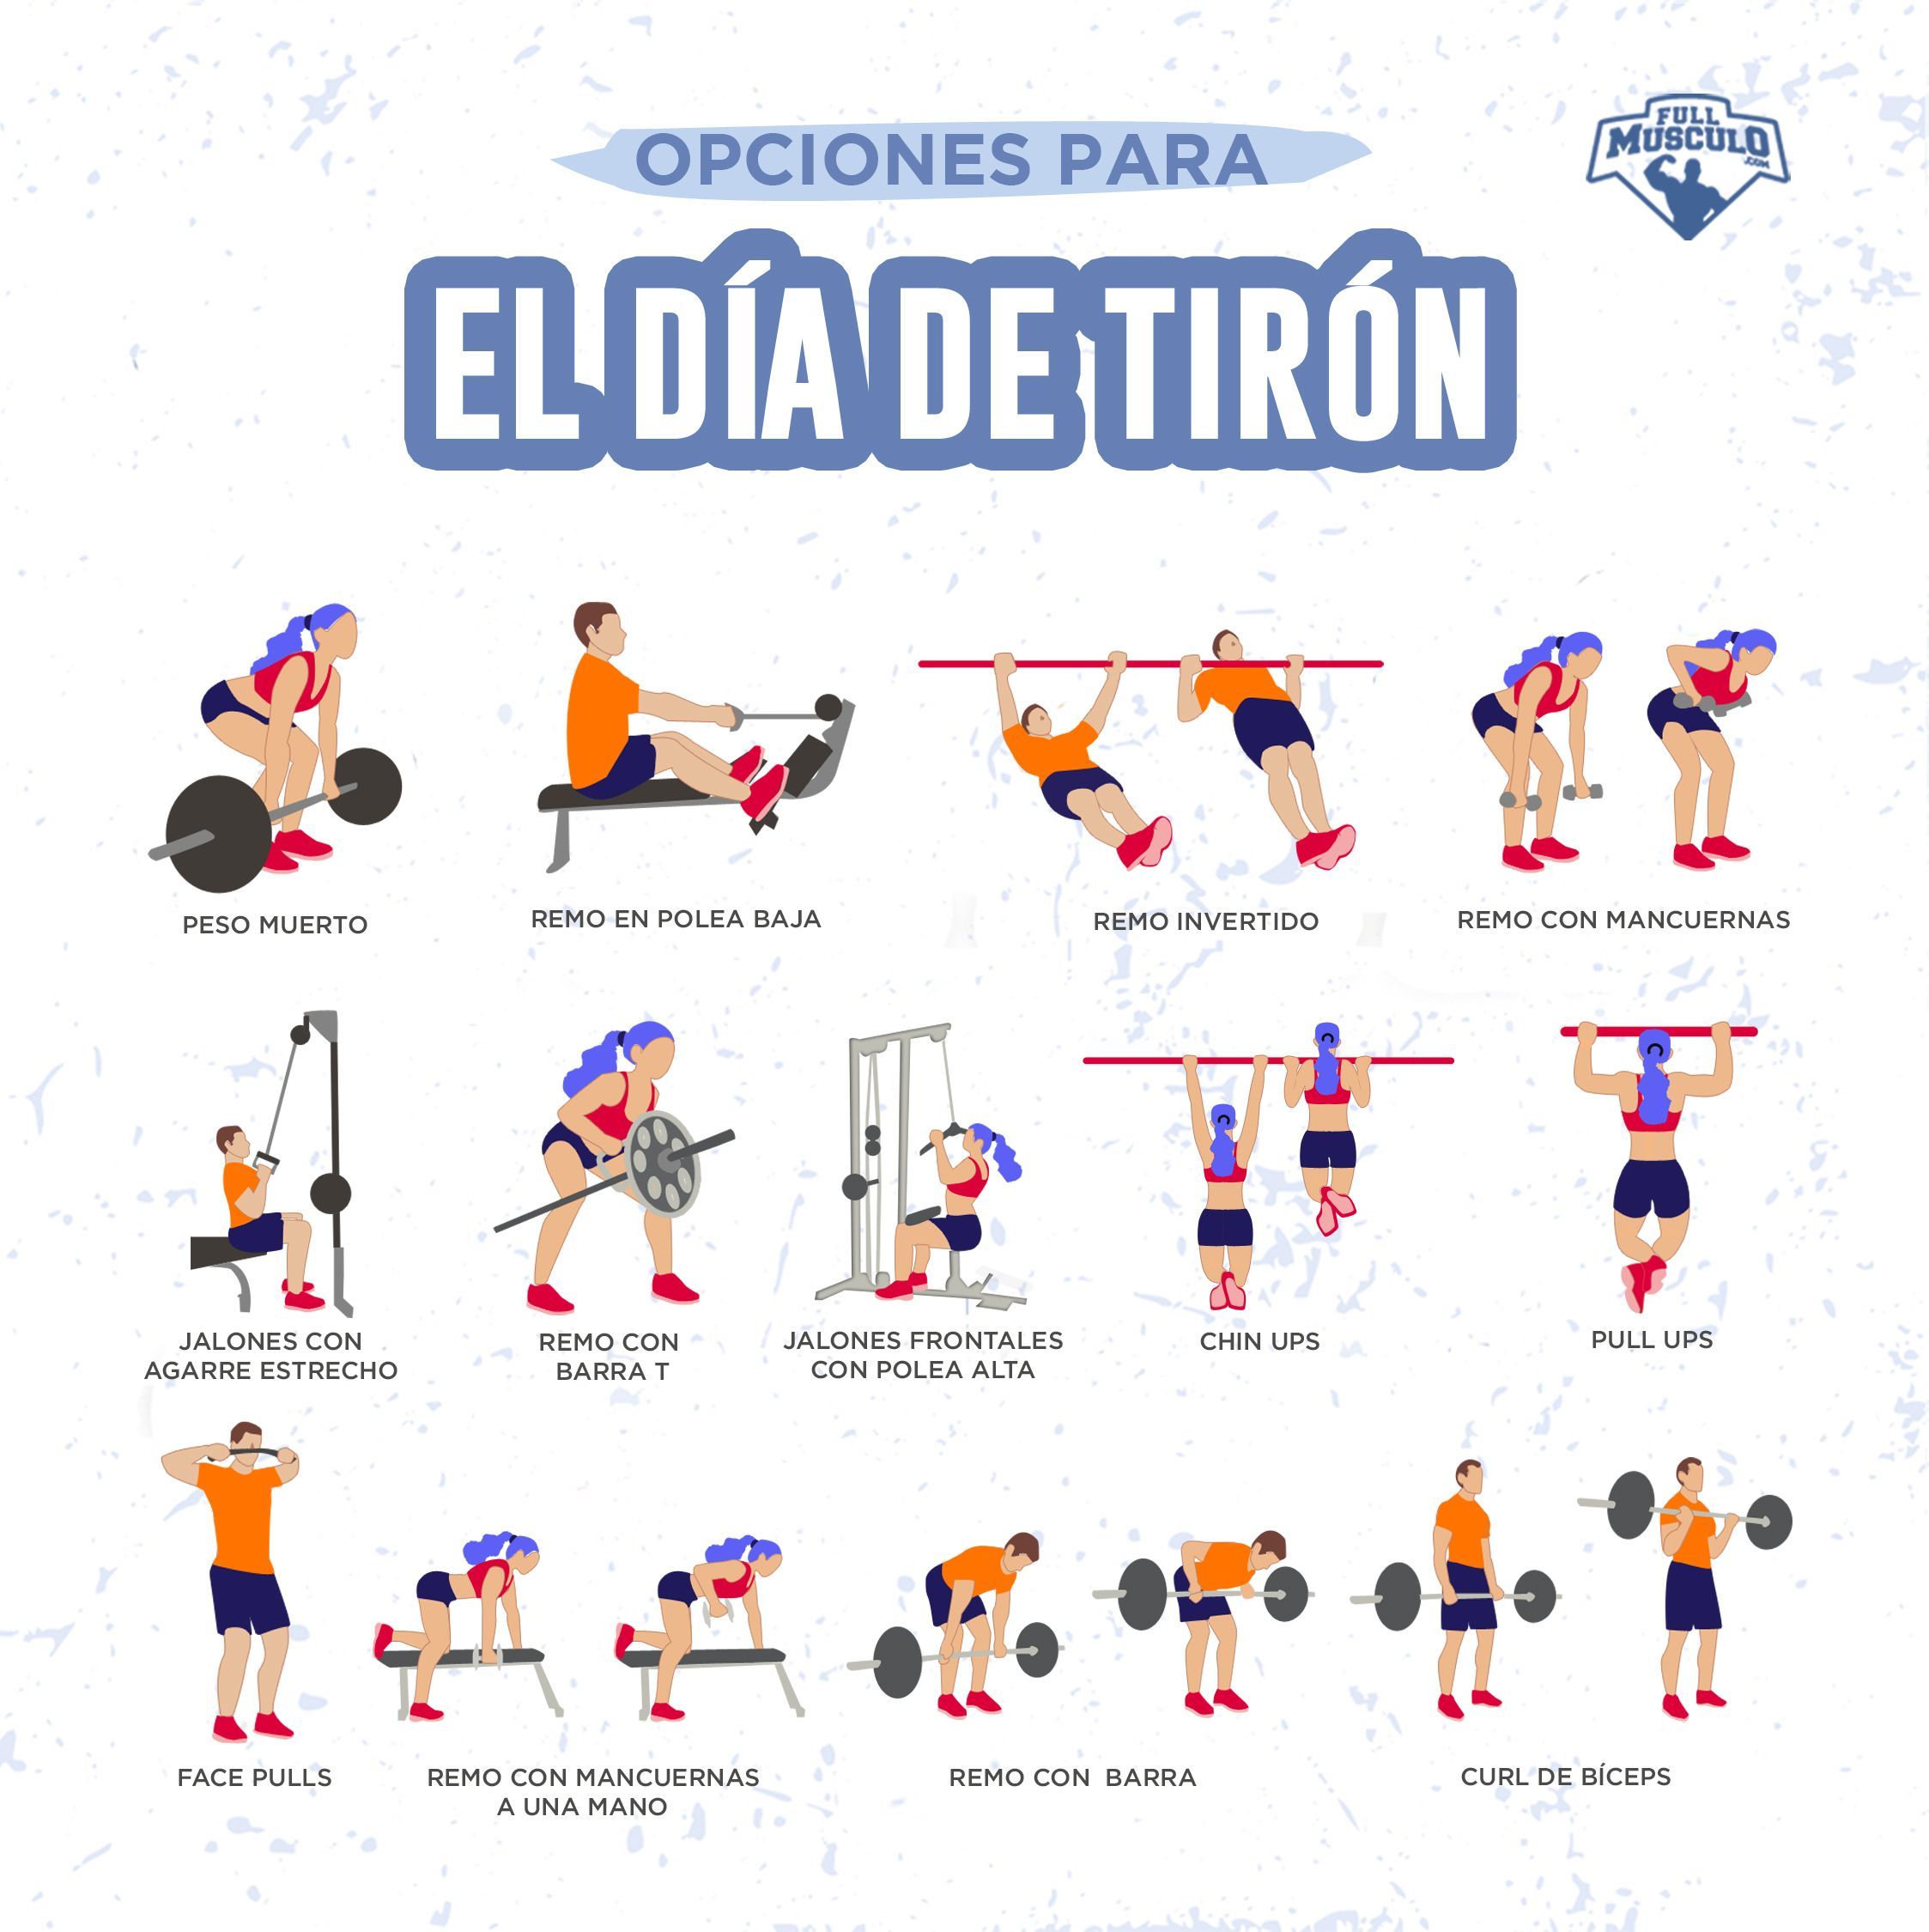 OPCIONES PARA
FULL
MUSCULO
.COM
EL DÍA DE TIRÓN
PESO MUERTO
REMO EN POLEA BAJA
REMO INVERTIDO
REMO CON MANCUERNAS
JALONES CON
AGARRE ESTRECHO
REMO CON
BARRA T
JALONES FRONTALES
CON POLEA ALTA
CHIN UPS
PULL UPS
FACE PULLS
REMO CON MANCUERNAS
A UNA MANO
REMO CON BARRA
CURL DE BÍCEPS